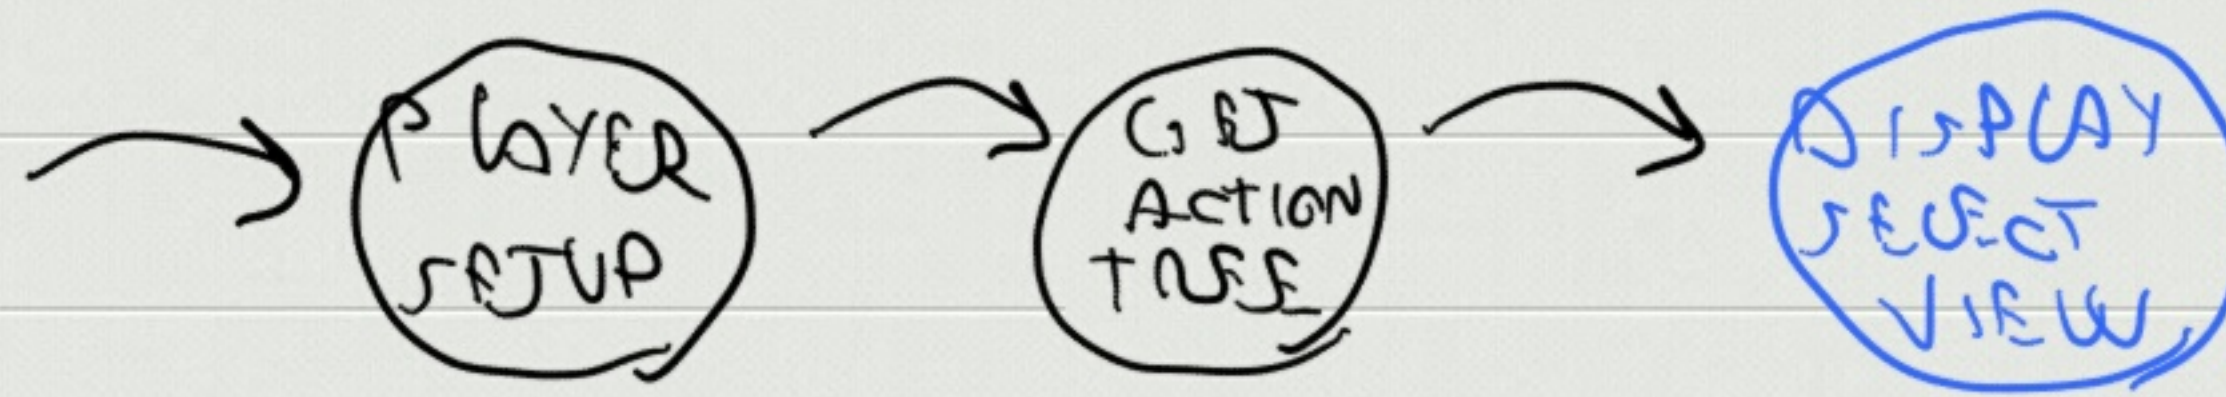 PLAYER
SETUP
GET
ACTION
TREE
DISPLAY
SELECT
VIEW